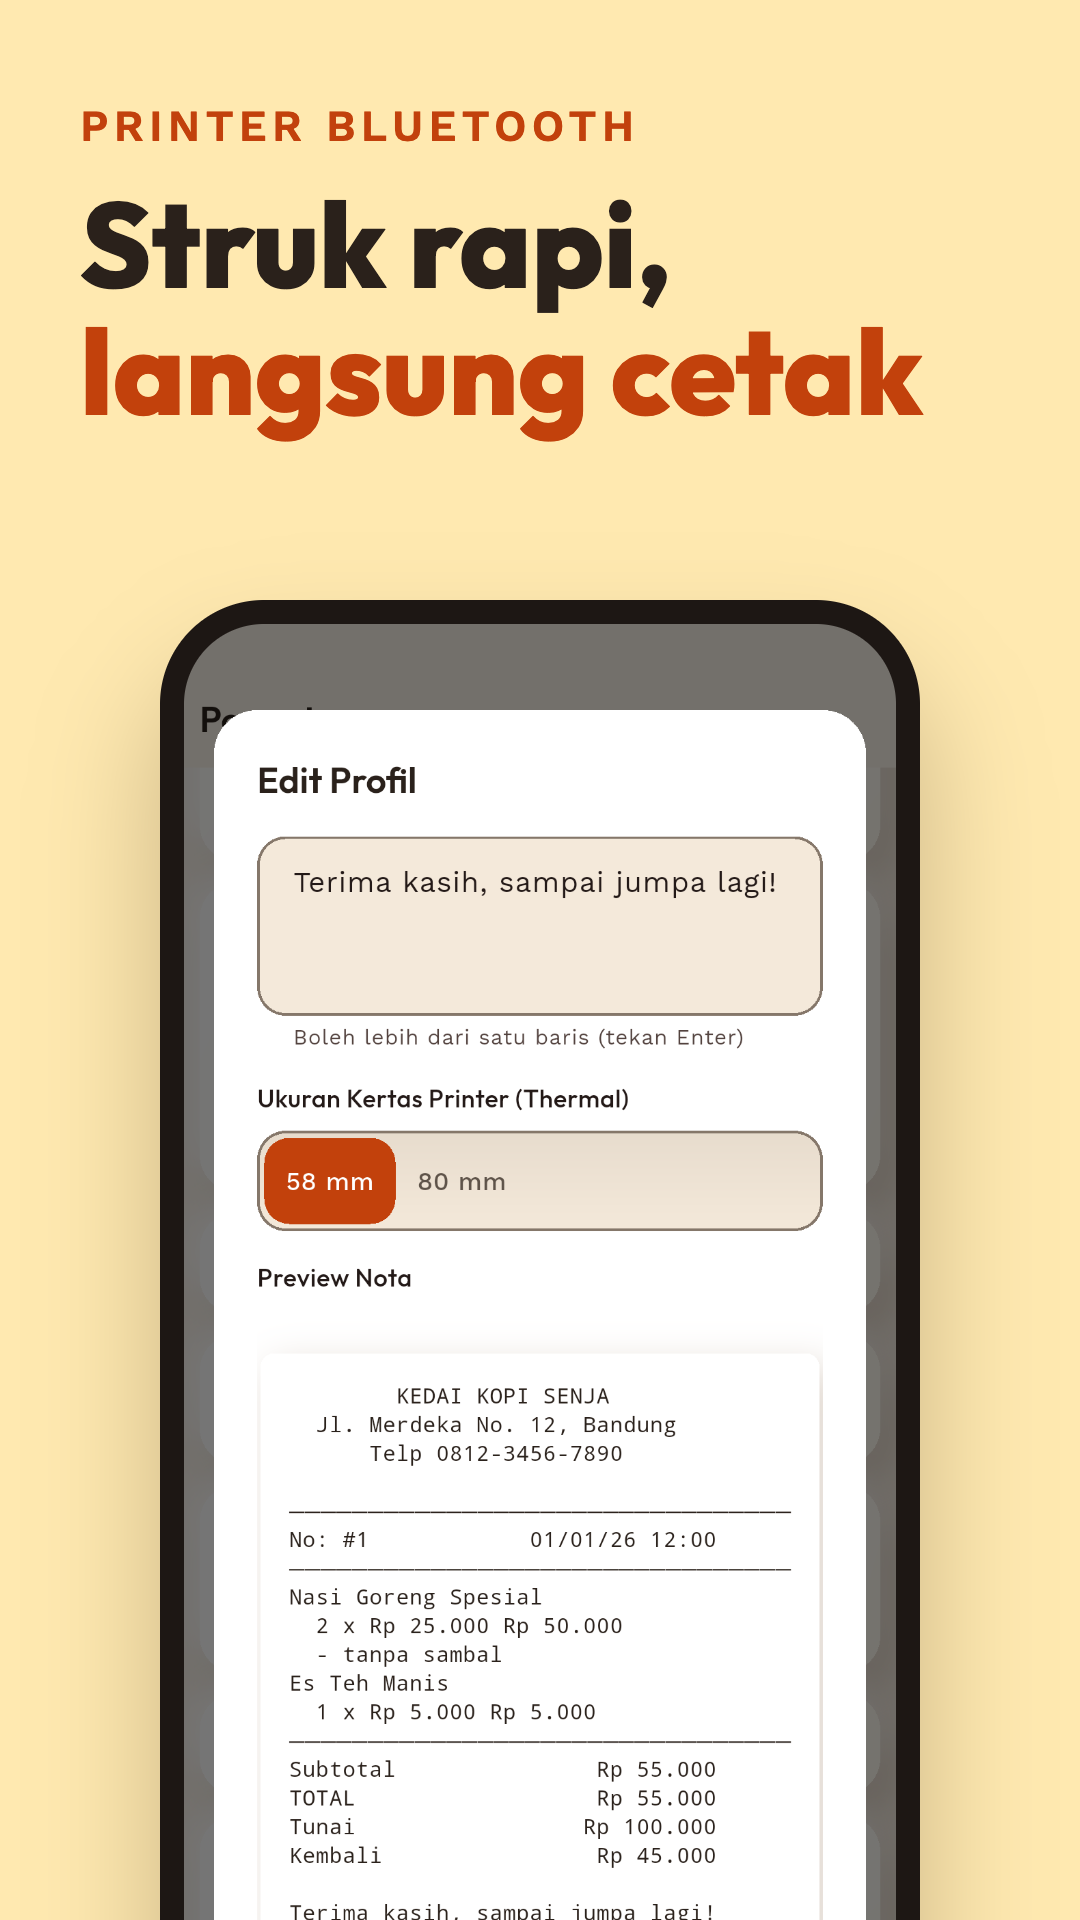 PRINTER BLUETOOTH
Struk rapi,
langsung cetak
Edit Profil
Terima kasih, sampai jumpa lagi!
Boleh lebih dari satu baris (tekan Enter)
Ukuran Kertas Printer (Thermal)
58 mm 80 mm
Preview Nota
KEDAI KOPI SENJA
Jl. Merdeka No. 12, Bandung
Telp 0812-3456-7890
No: #1 01/01/26 12:00
Nasi Goreng Spesial
2 x Rp 25.000 Rp 50.000
- tanpa sambal
Es Teh Manis
1 x Rp 5.000 Rp 5.000
Subtotal Rp 55.000
TOTAL Rp 55.000
Tunai Rp 100.000
Kembali Rp 45.000
Terima kasih, sampai jumpa lagi!